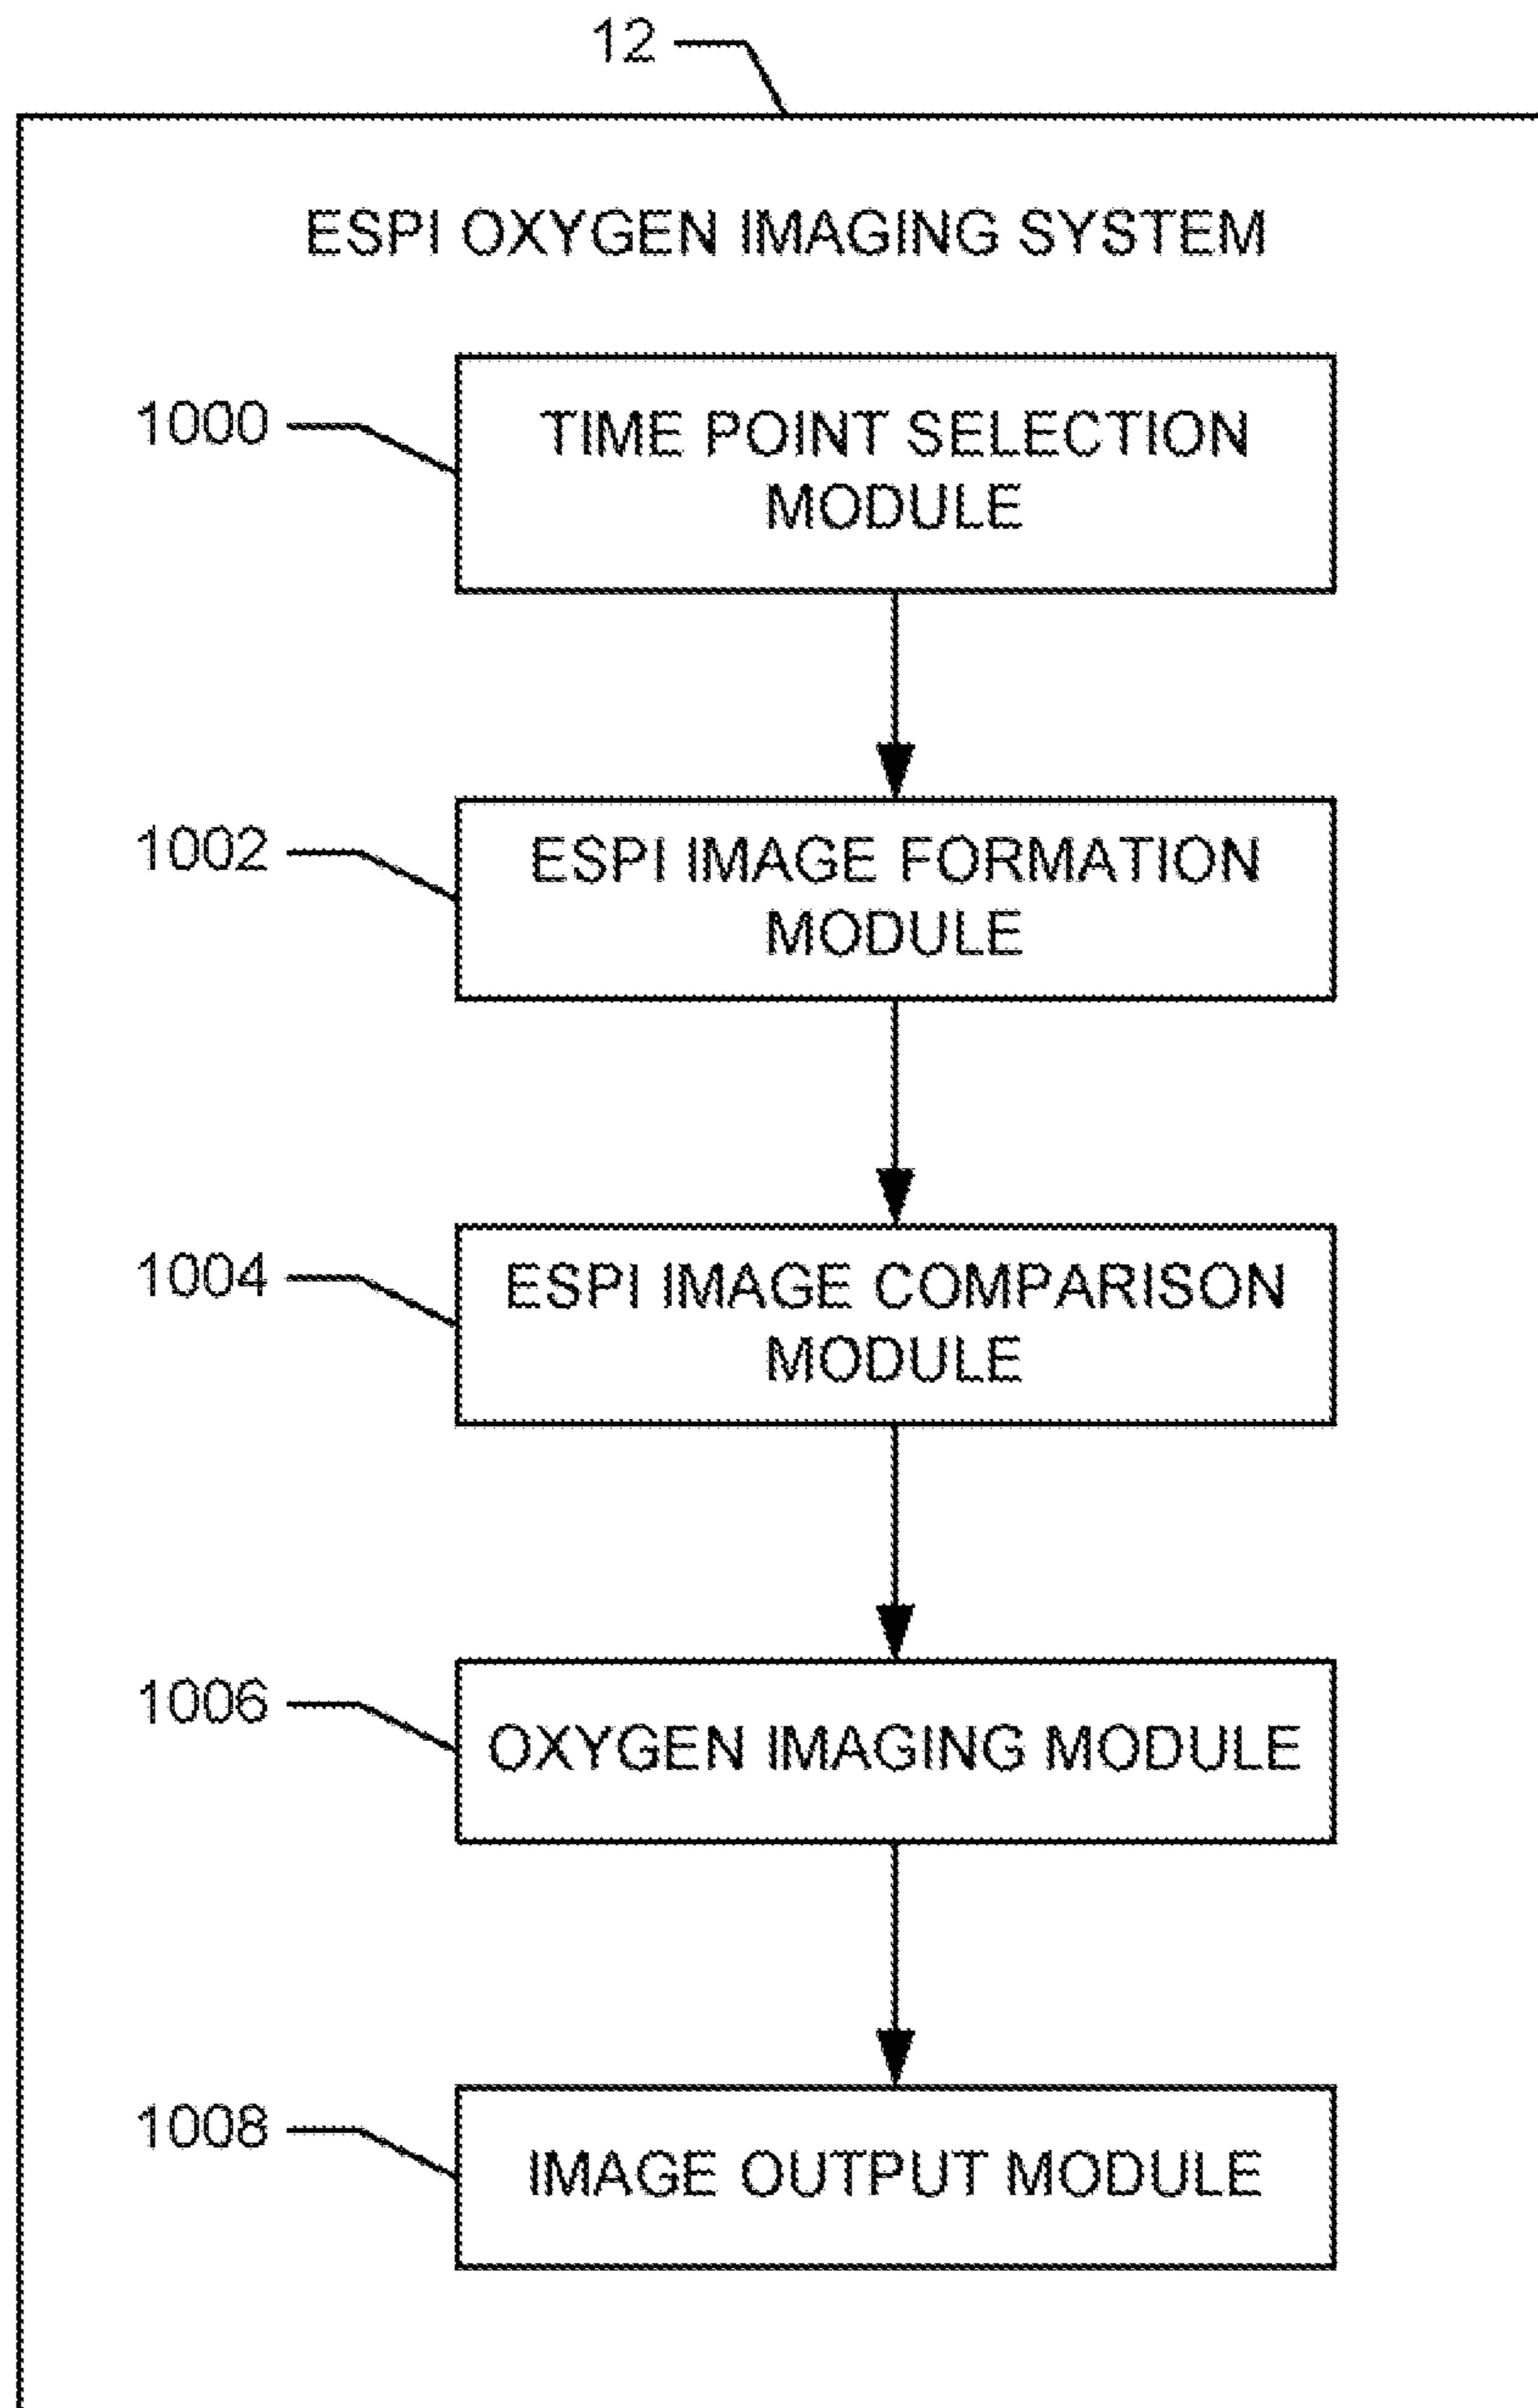 12
ESPI OXYGEN IMAGING SYSTEM
1000
TIME POINT SELECTION
MODULE
1002
ESPI IMAGE FORMATION
MODULE
1004
ESPI IMAGE COMPARISON
MODULE
1006
OXYGEN IMAGING MODULE
1008
IMAGE OUTPUT MODULE